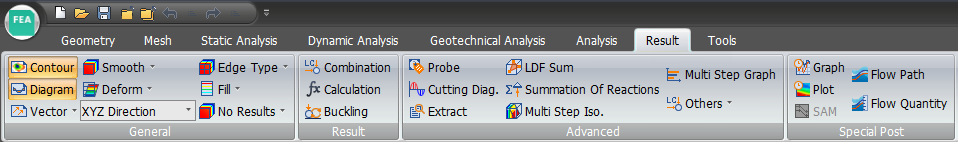 FEA
Geometry Mesh Static Analysis Dynamic Analysis Geotechnical Analysis Analysis Result Tools
Contour Smooth Edge Type Combination Probe LDF Sum Multi Step Graph Graph Flow Path
Diagram Deform Fill Calculation Cutting Diag. Summation Of Reactions Plot
Vector XYZ Direction No Results Buckling Extract Multi Step Iso. Others SAM Flow Quantity
General Result Advanced Special Post